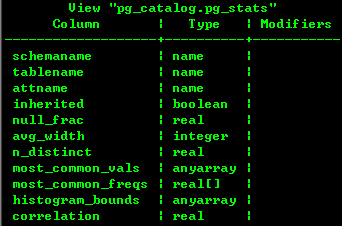 View "pg_catalog.pg_stats"
Column | Type | Modifiers
-------------------+----------+-----------
schemaname | name |
tablename | name |
attname | name |
inherited | boolean |
null_frac | real |
avg_width | integer |
n_distinct | real |
most_common_vals | anyarray |
most_common_freqs | real[] |
histogram_bounds | anyarray |
correlation | real |